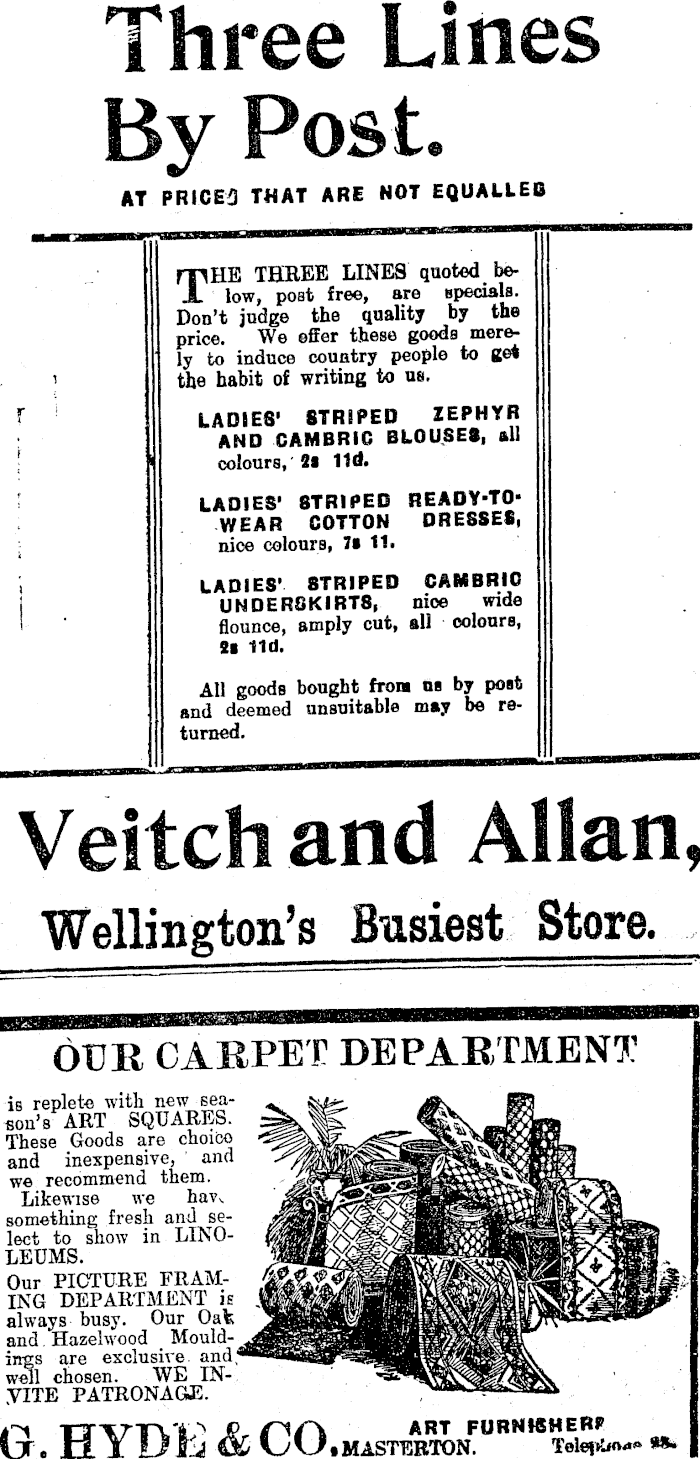 Three Lines
By Post.
AT PRICES THAT ARE NOT EQUALLED
THE THREE LINES quoted be-
low, post free, are specials.
Don't judge the quality by the
price. We offer these goods mere-
ly to induce country people to get
the habit of writing to us.
LADIES' STRIPED ZEPHYR
AND CAMBRIC BLOUSES, all
colours, 2s 11d.
LADIES' STRIPED READY-TO-
WEAR COTTON DRESSES,
nice colours, 7s 11.
LADIES' STRIPED CAMBRIC
UNDERSKIRTS, nice wide
flounce, amply cut, all colours,
2s 11d.
All goods bought from us by post
and deemed unsuitable may be re-
turned.
Veitch and Allan,
Wellington's Busiest Store.
OUR CARPET DEPARTMENT
is replete with new sea-
son's ART SQUARES.
These Goods are choice
and inexpensive, and
we recommend them.
Likewise we hav
something fresh and se-
lect to show in LINO-
LEUMS.
Our PICTURE FRAM-
ING DEPARTMENT is
always busy. Our Oak
and Hazelwood Mould-
ings are exclusive and
well chosen. WE IN-
VITE PATRONAGE.
G. HYDE & CO.,
ART FURNISHERS
MASTERTON. Telephone